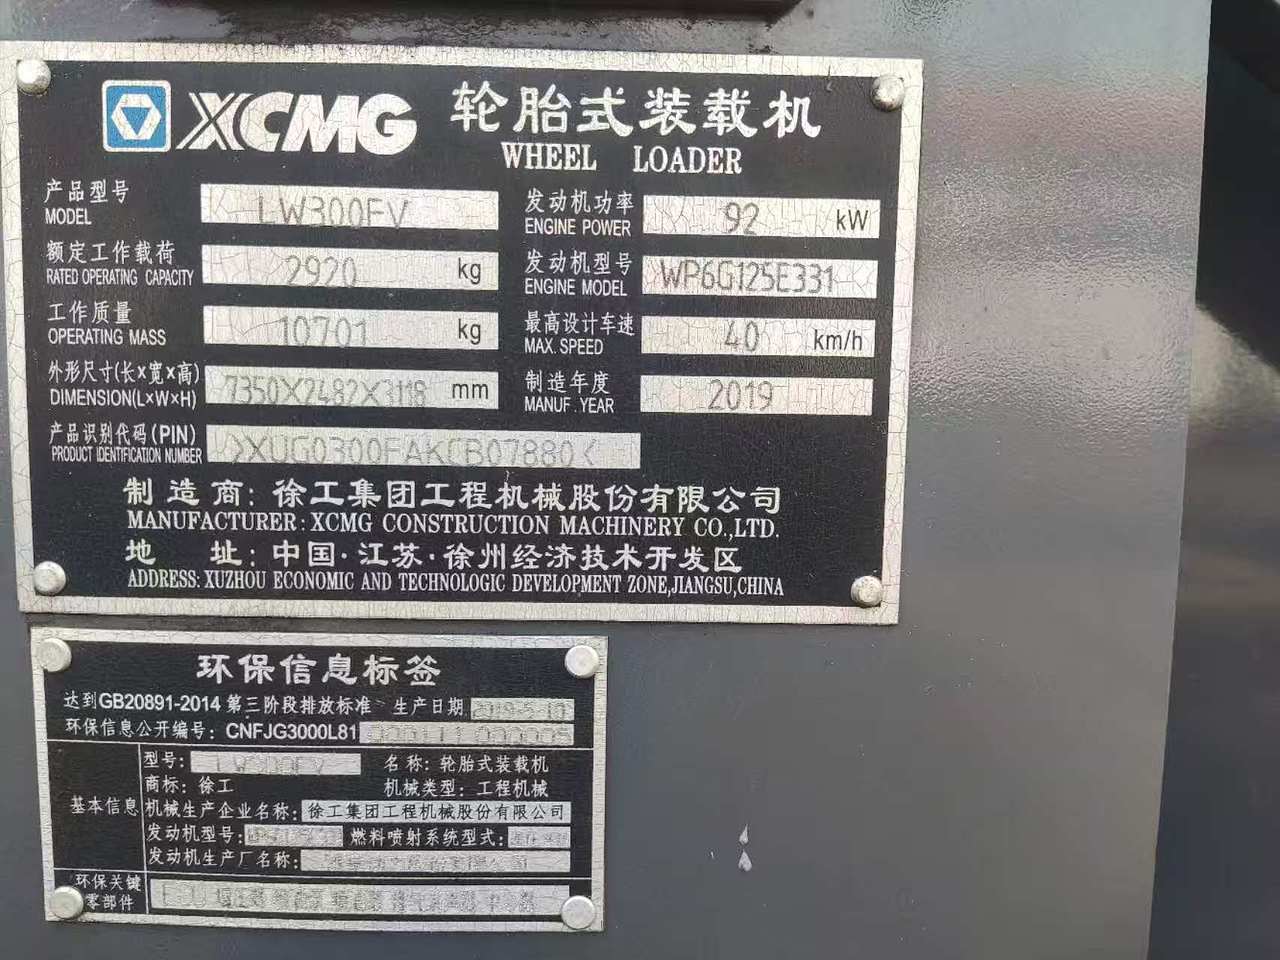 XCMG 轮胎式装载机
WHEEL LOADER
产品型号 MODEL LW300FV
发动机功率 ENGINE POWER 92 kW
额定工作载荷 RATED OPERATING CAPACITY 2920 kg
发动机型号 ENGINE MODEL WP6G125E331
工作质量 OPERATING MASS 10701 kg
最高设计车速 MAX. SPEED 40 km/h
外形尺寸(长×宽×高) DIMENSION(L×W×H) 7350X2482X3118 mm
制造年度 MANUF.YEAR 2019
产品识别代码(PIN) PRODUCT IDENTIFICATION NUMBER >XUG0300FAKCB07880<
制造商:徐工集团工程机械股份有限公司
MANUFACTURER: XCMG CONSTRUCTION MACHINERY CO.,LTD.
地 址:中国·江苏·徐州经济技术开发区
ADDRESS: XUZHOU ECONOMIC AND TECHNOLOGIC DEVELOPMENT ZONE,JIANGSU,CHINA
环保信息标签
达到GB20891-2014 第三阶段排放标准 生产日期 2019-5-10
环保信息公开编号: CNFJG3000L81
型号: LW300FV 名称: 轮胎式装载机
商标: 徐工 机械类型: 工程机械
基本信息 机械生产企业名称: 徐工集团工程机械股份有限公司
发动机型号: 燃料喷射系统型式:
发动机生产厂名称:
环保关键
零部件